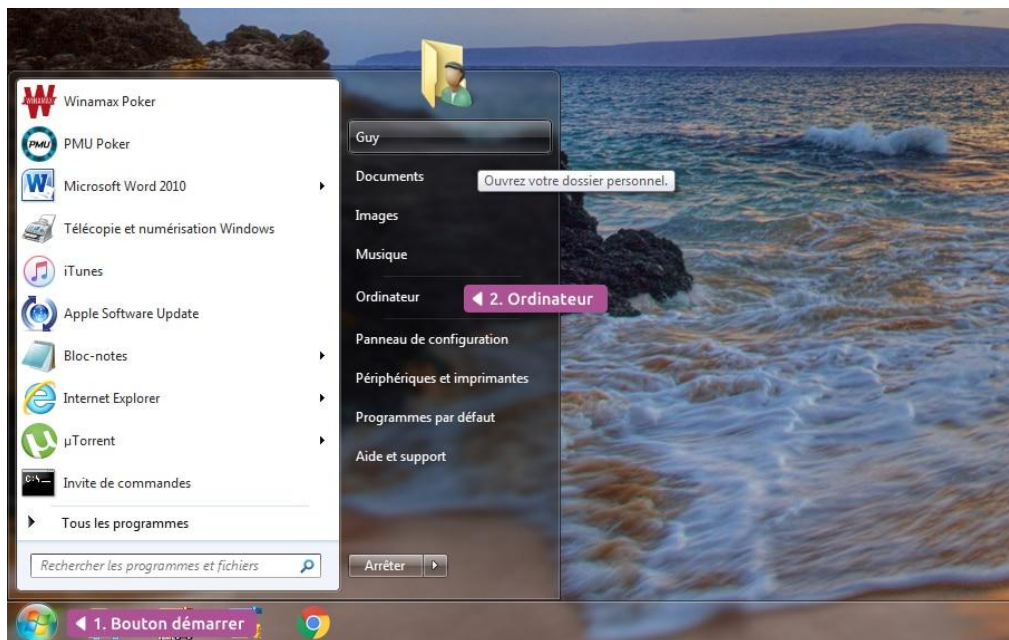 WINAMAX
Winamax Poker
PMU
PMU Poker
W
Microsoft Word 2010
Télécopie et numérisation Windows
iTunes
Apple Software Update
Bloc-notes
Internet Explorer
µTorrent
C:\
Invite de commandes
Tous les programmes
Rechercher les programmes et fichiers
Guy
Documents
Ouvrez votre dossier personnel.
Images
Musique
Ordinateur
2. Ordinateur
Panneau de configuration
Périphériques et imprimantes
Programmes par défaut
Aide et support
Arrêter
1. Bouton démarrer